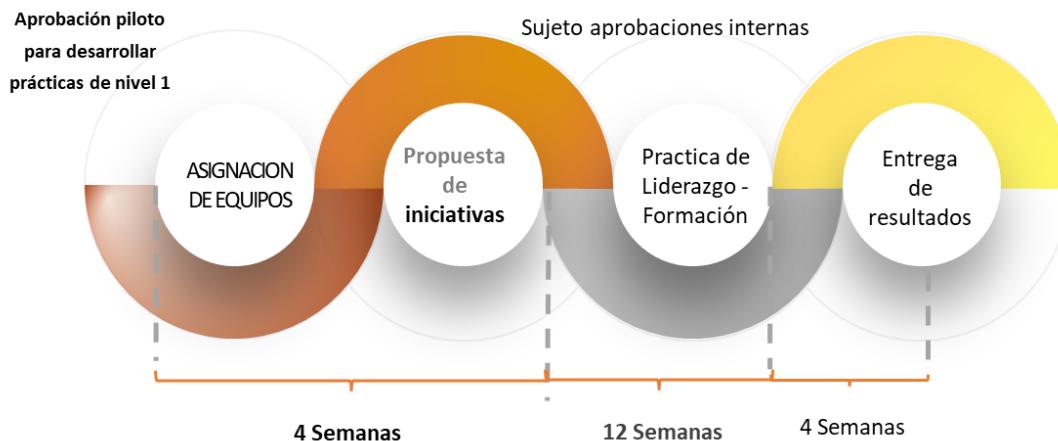 Aprobación piloto
para desarrollar
prácticas de nivel 1
Sujeto aprobaciones internas
ASIGNACION
DE EQUIPOS
Propuesta
de
iniciativas
Practica de
Liderazgo -
Formación
Entrega
de
resultados
4 Semanas
12 Semanas
4 Semanas